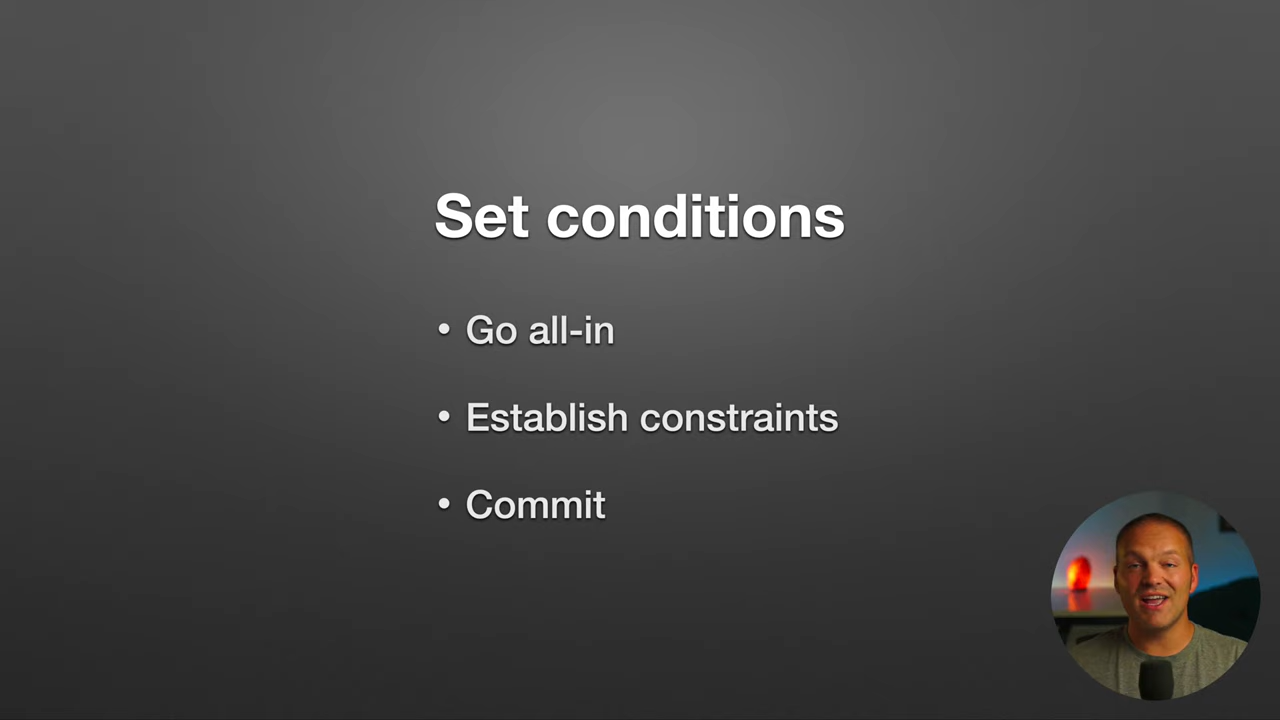 Set conditions
• Go all-in
• Establish constraints
• Commit